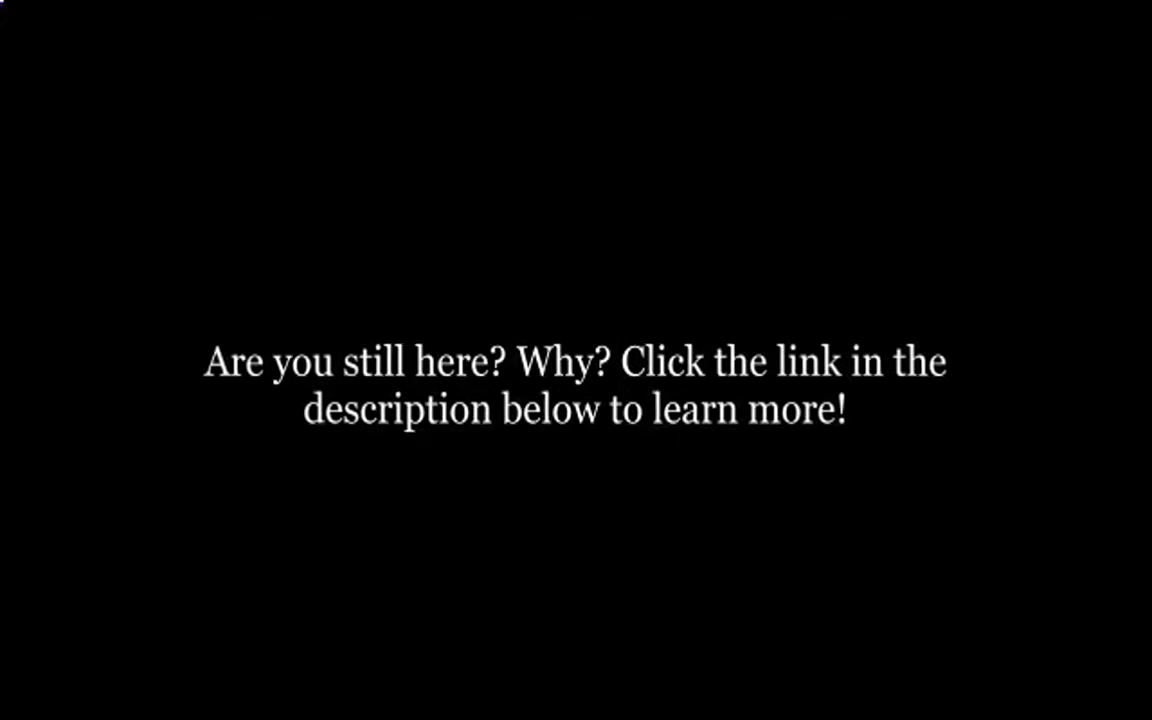 Are you still here? Why? Click the link in the
description below to learn more!